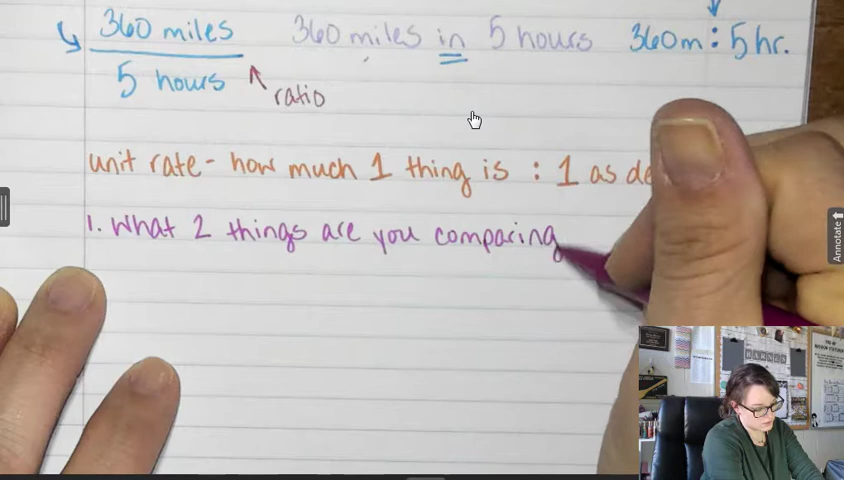 360 miles 360 miles in 5 hours 360m : 5 hr.
5 hours
ratio
unit rate - how much 1 thing is : 1 as
1. What 2 things are you comparing
Annotate